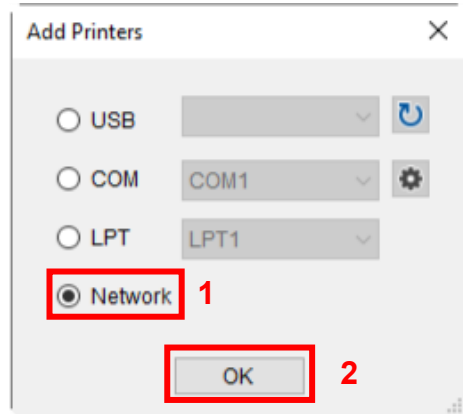 Add Printers
USB
COM COM1
LPT LPT1
Network 1
OK 2